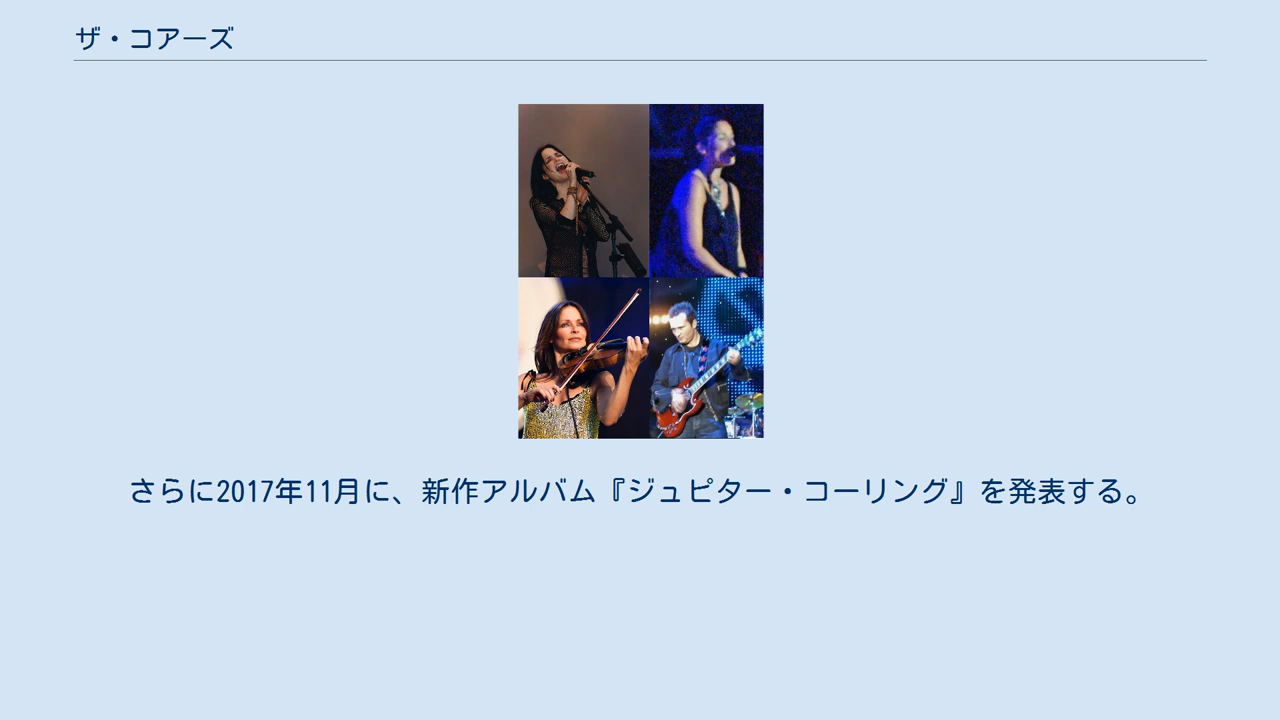 ザ・コアーズ
さらに2017年11月に、新作アルバム『ジュピター・コーリング』を発表する。